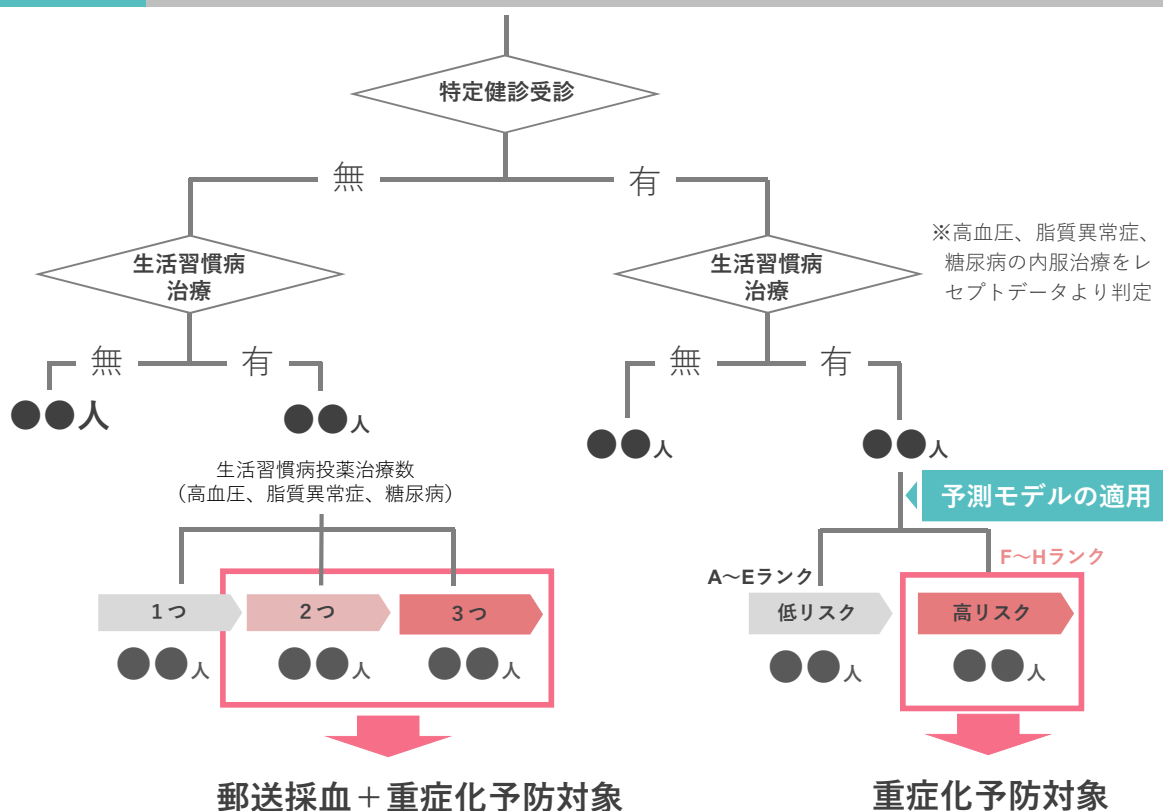 特定健診受診
無
有
生活習慣病
治療
生活習慣病
治療
※高血圧、脂質異常症、
糖尿病の内服治療をレ
セプトデータより判定
無
有
無
有
●●人
●●人
●●人
●●人
生活習慣病投薬治療数
（高血圧、脂質異常症、糖尿病）
予測モデルの適用
A～Eランク
F～Hランク
1つ
2つ
3つ
低リスク
高リスク
●●人
●●人
●●人
●●人
●●人
郵送採血＋重症化予防対象
重症化予防対象